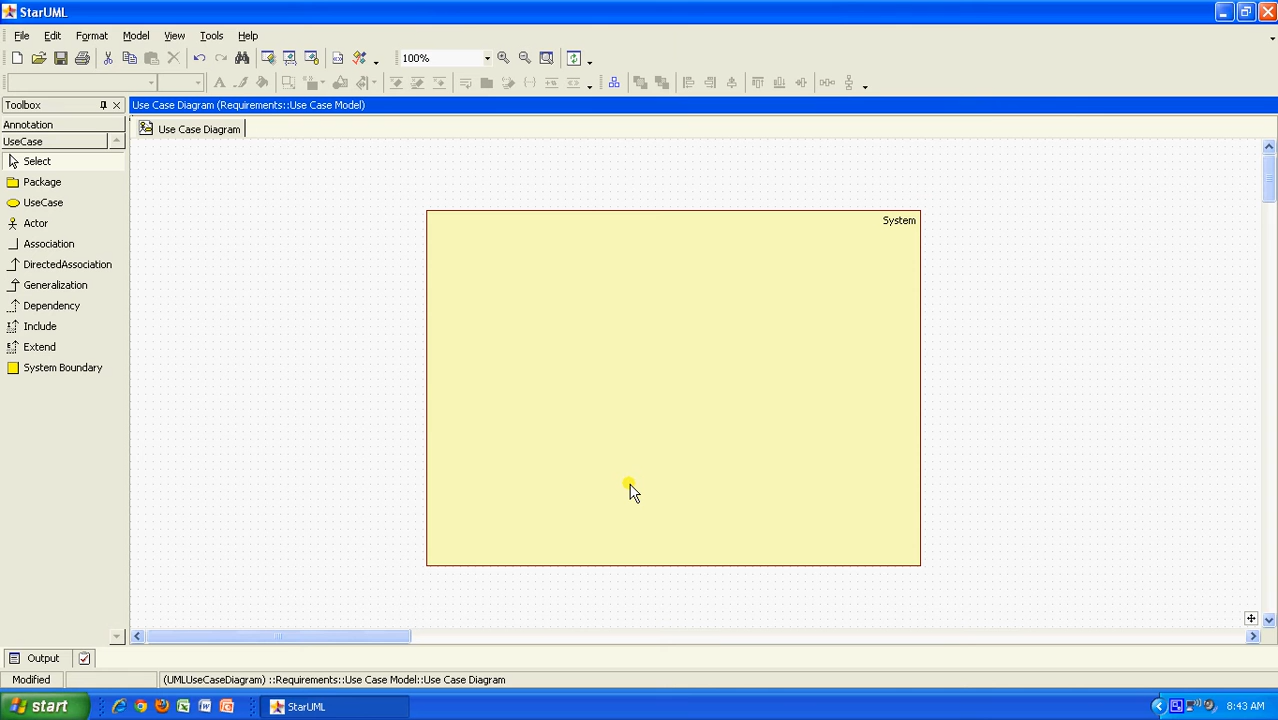 StarUML
File Edit Format Model View Tools Help
100%
Toolbox
Use Case Diagram (Requirements::Use Case Model)
Annotation
Use Case Diagram
UseCase
Select
Package
UseCase
Actor
Association
DirectedAssociation
Generalization
Dependency
Include
Extend
System Boundary
System
Output
Modified
(UMLUseCaseDiagram) ::Requirements::Use Case Model::Use Case Diagram
start
StarUML
8:43 AM